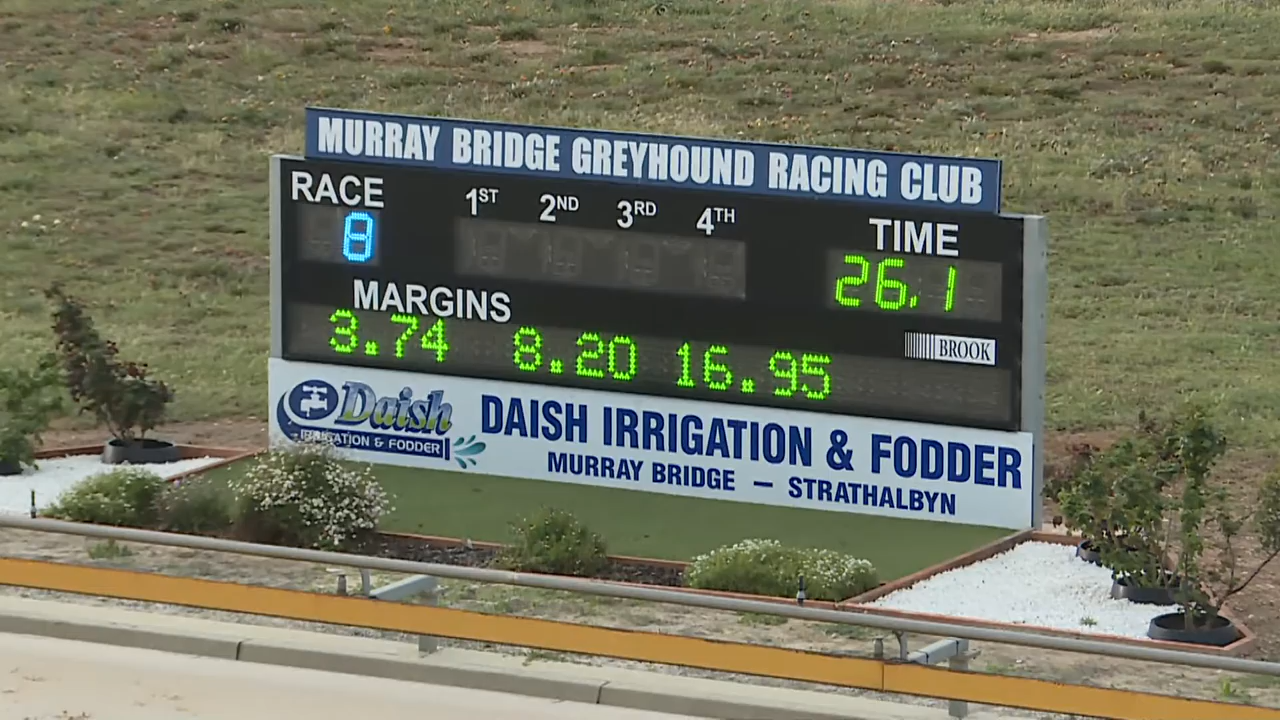 MURRAY BRIDGE GREYHOUND RACING CLUB
RACE 1ST 2ND 3RD 4TH TIME
8 26.1
MARGINS
3.74 8.20 16.95
BROOK
Daish
IRRIGATION & FODDER
DAISH IRRIGATION & FODDER
MURRAY BRIDGE – STRATHALBYN